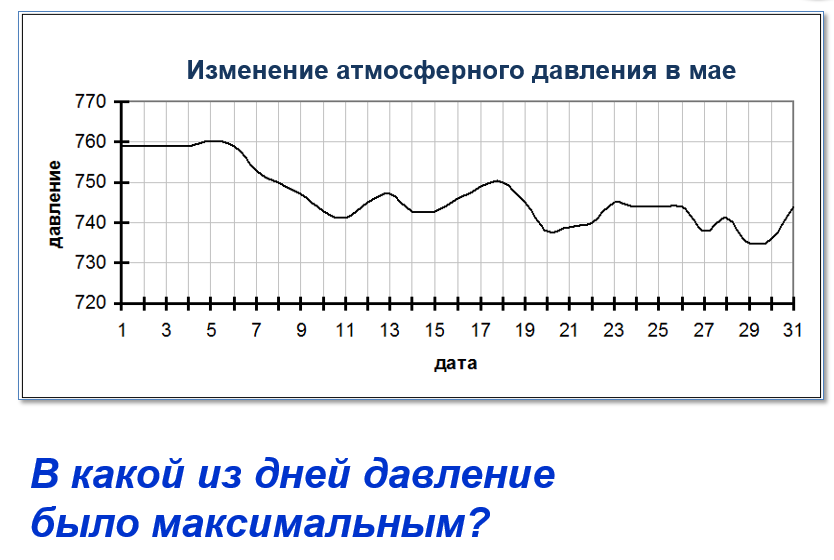 Изменение атмосферного давления в мае
770
760
750
740
730
720
давление
1 3 5 7 9 11 13 15 17 19 21 23 25 27 29 31
дата
В какой из дней давление
было максимальным?